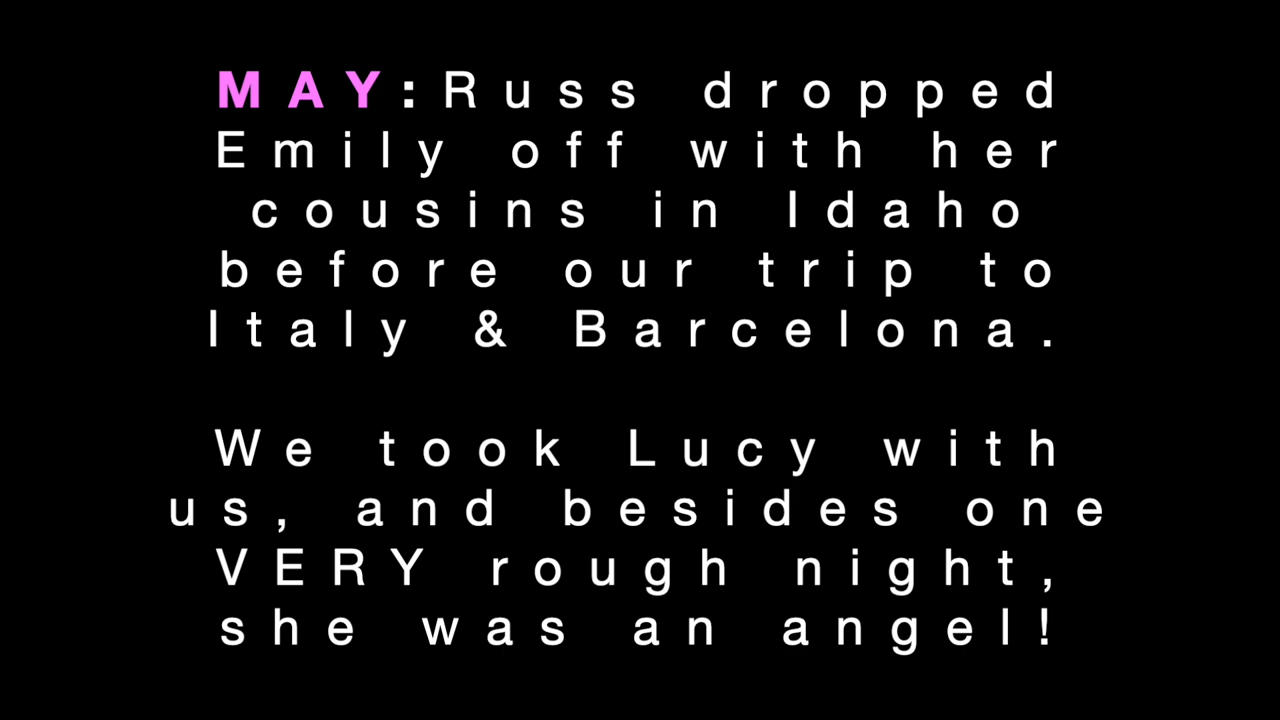 MAY:Russ dropped
Emily off with her
cousins in Idaho
before our trip to
Italy & Barcelona.
We took Lucy with
us, and besides one
VERY rough night,
she was an angel!